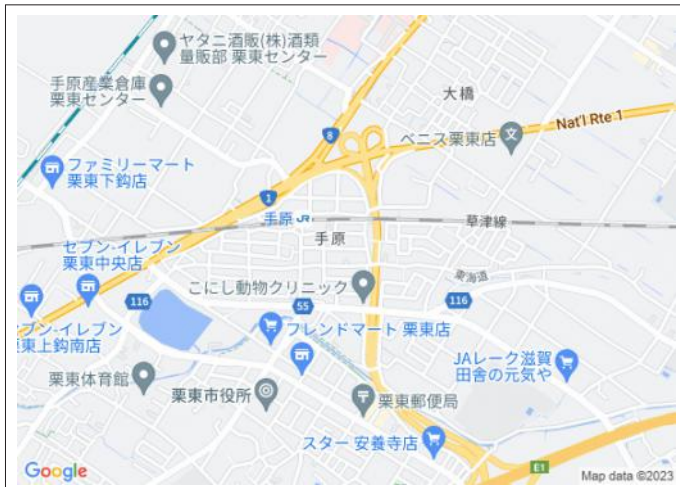 ヤタニ酒販(株)酒類
量販部 栗東センター
手原産業倉庫
栗東センター
大橋
8
Nat'l Rte 1
ベニス栗東店
文
ファミリーマート
栗東下鈎店
1
手原 JR
手原
草津線
セブン-イレブン
栗東中央店
東海道
こにし動物クリニック
116
55
116
セブン-イレブン
栗東上鈎南店
フレンドマート 栗東店
JAレーク滋賀
田舎の元気や
栗東体育館
栗東市役所
栗東郵便局
スター 安養寺店
E1
Google
Map data ©2023